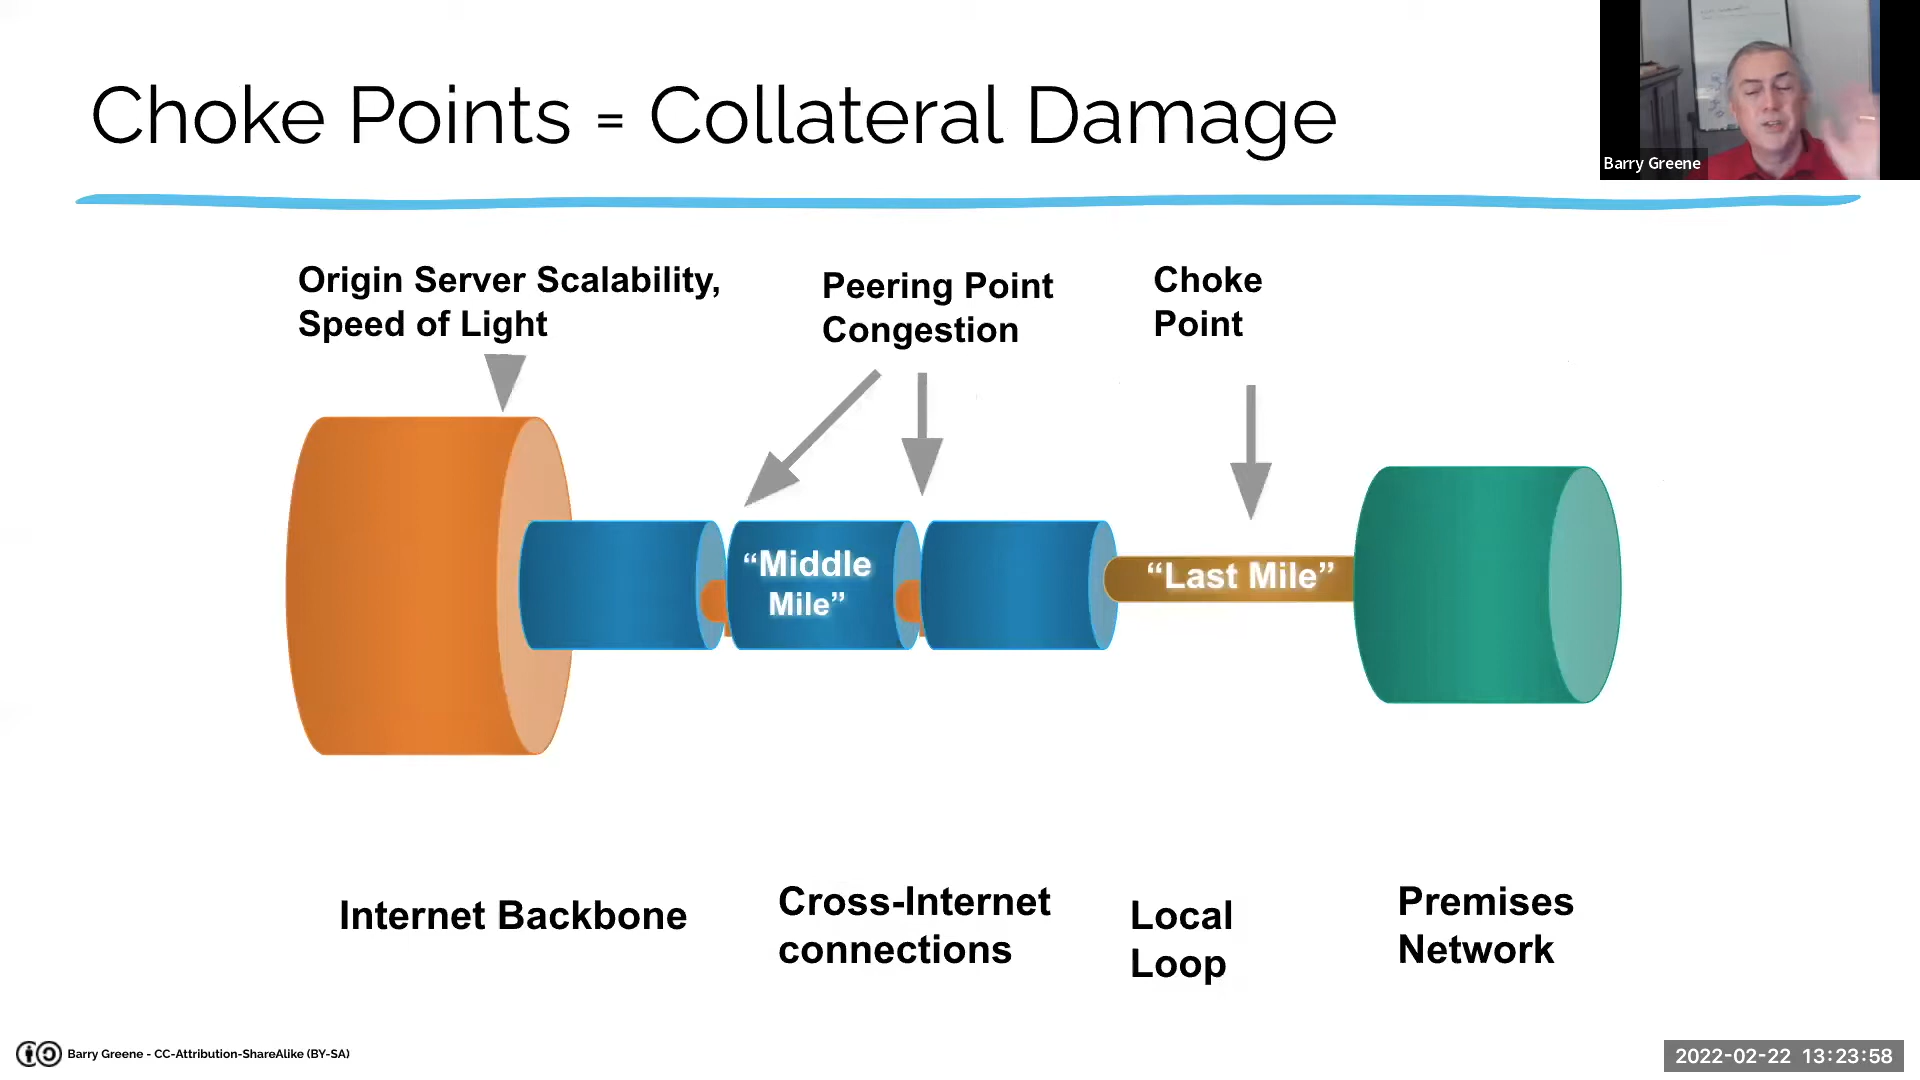 Choke Points = Collateral Damage
Barry Greene
Origin Server Scalability,
Speed of Light
Peering Point
Congestion
Choke
Point
“Middle
Mile”
“Last Mile”
Internet Backbone
Cross-Internet
connections
Local
Loop
Premises
Network
Barry Greene - CC-Attribution-ShareAlike (BY-SA)
2022-02-22 13:23:58